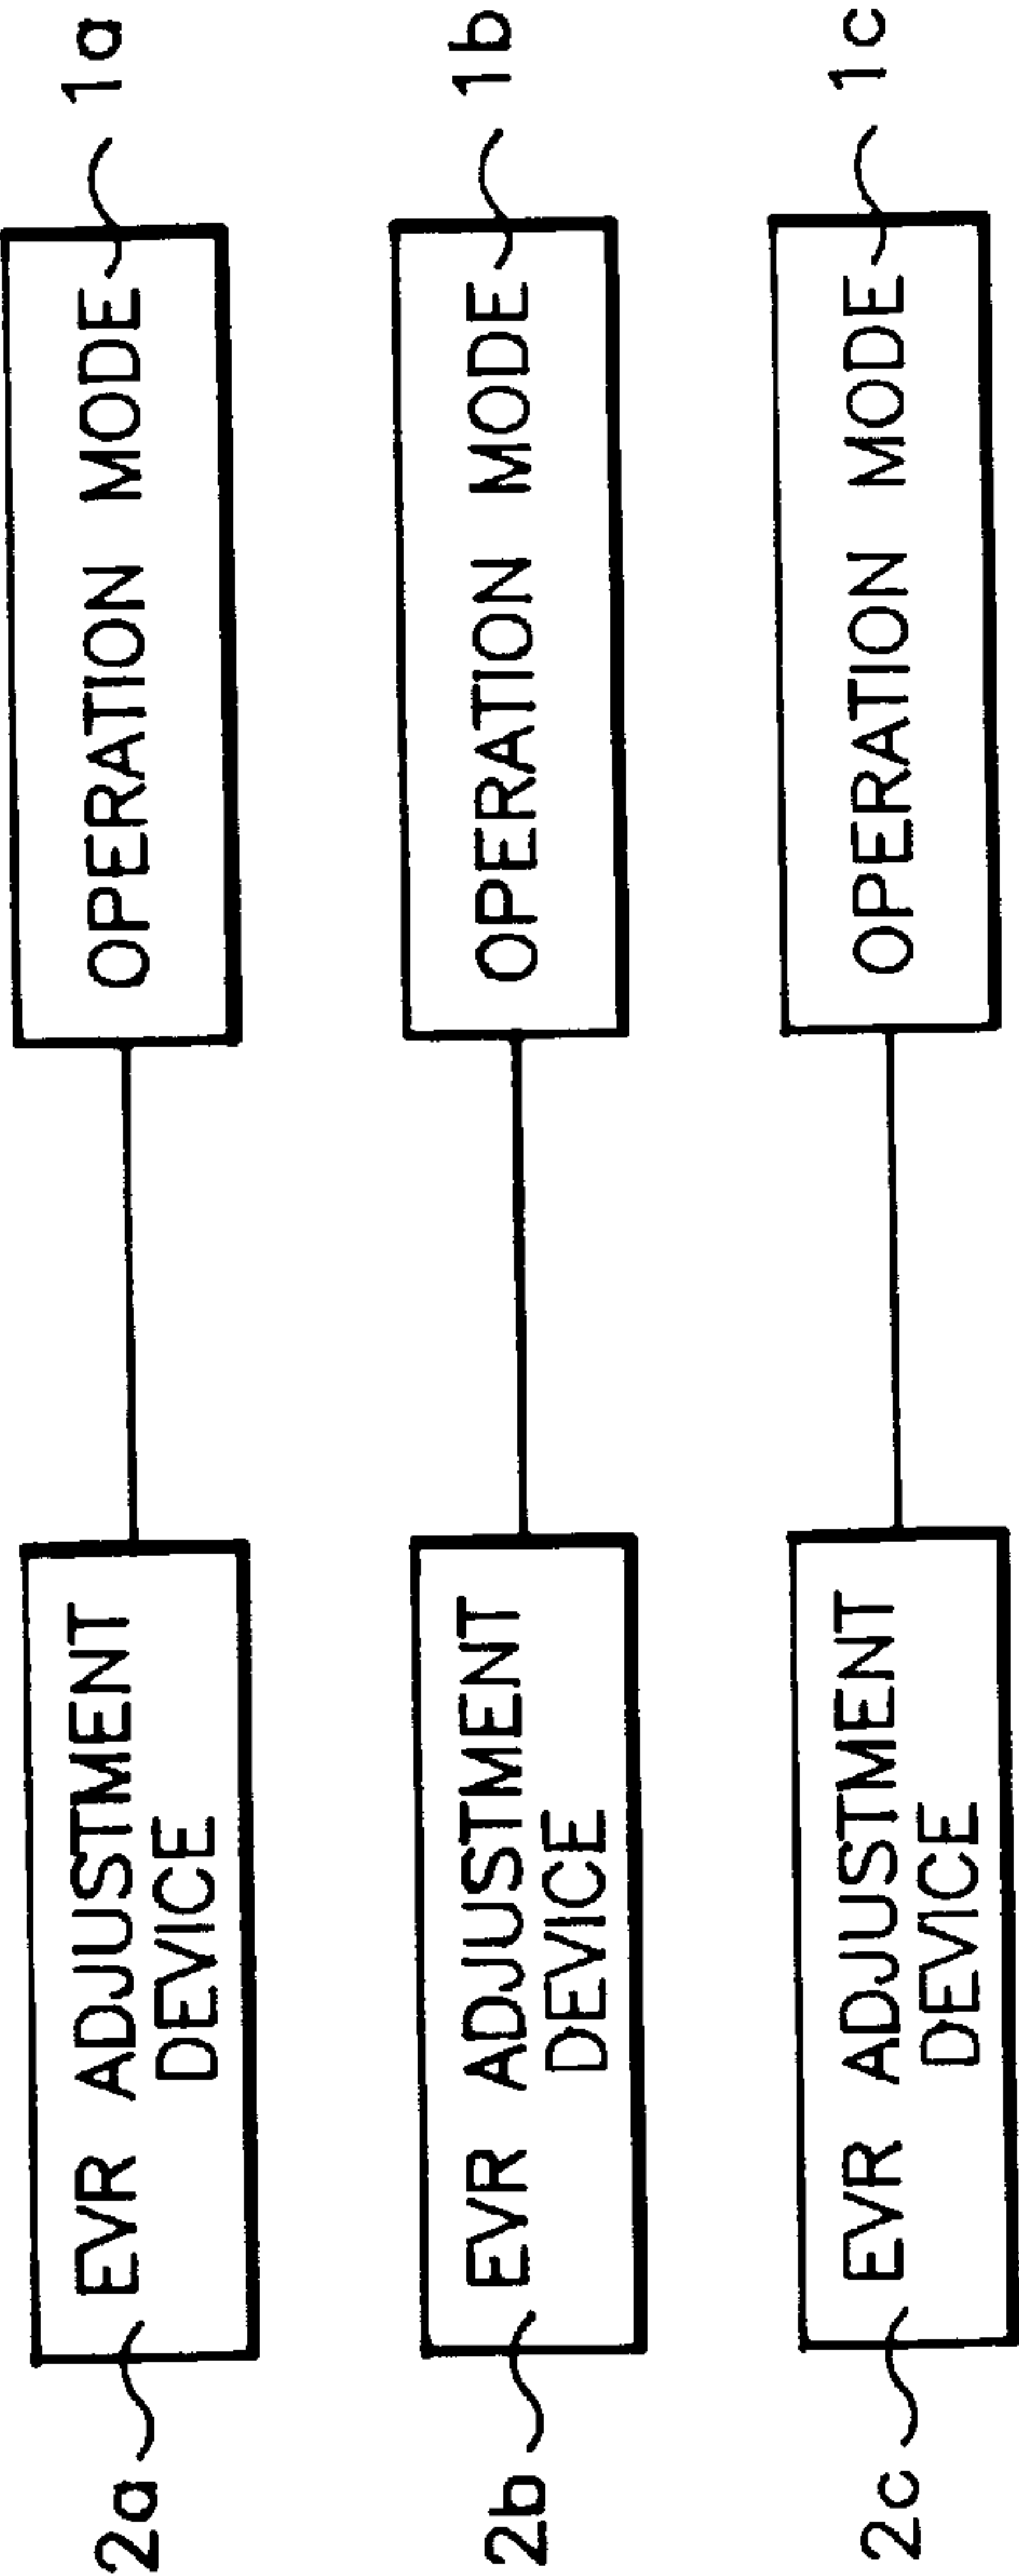 2a
EVR ADJUSTMENT
DEVICE
OPERATION MODE
1a
2b
EVR ADJUSTMENT
DEVICE
OPERATION MODE
1b
2c
EVR ADJUSTMENT
DEVICE
OPERATION MODE
1c